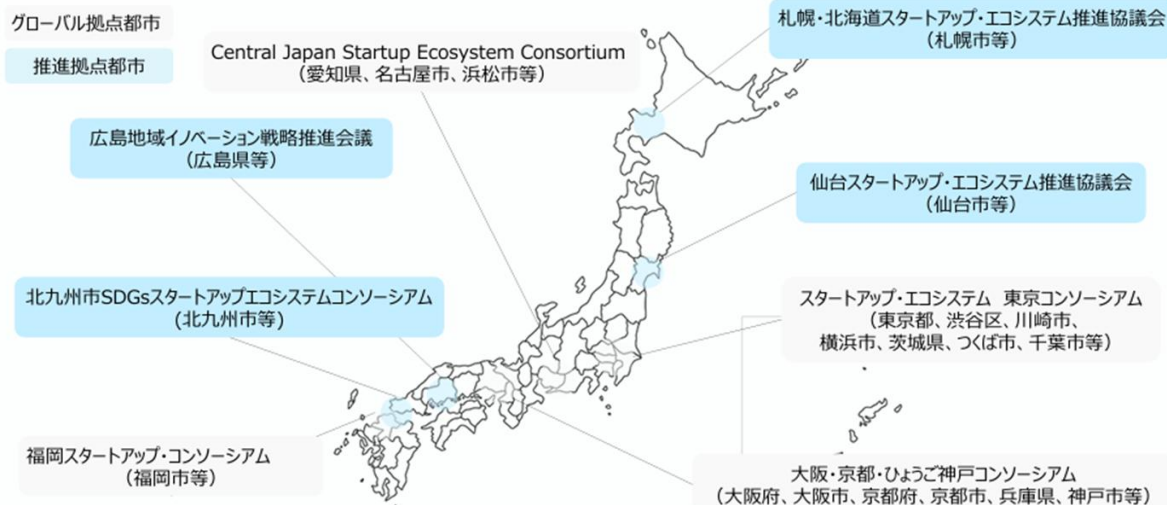 グローバル拠点都市
推進拠点都市
Central Japan Startup Ecosystem Consortium
（愛知県、名古屋市、浜松市等）
札幌・北海道スタートアップ・エコシステム推進協議会
（札幌市等）
広島地域イノベーション戦略推進会議
（広島県等）
仙台スタートアップ・エコシステム推進協議会
（仙台市等）
北九州市SDGsスタートアップエコシステムコンソーシアム
(北九州市等)
スタートアップ・エコシステム 東京コンソーシアム
（東京都、渋谷区、川崎市、
横浜市、茨城県、つくば市、千葉市等）
福岡スタートアップ・コンソーシアム
（福岡市等）
大阪・京都・ひょうご神戸コンソーシアム
（大阪府、大阪市、京都府、京都市、兵庫県、神戸市等）